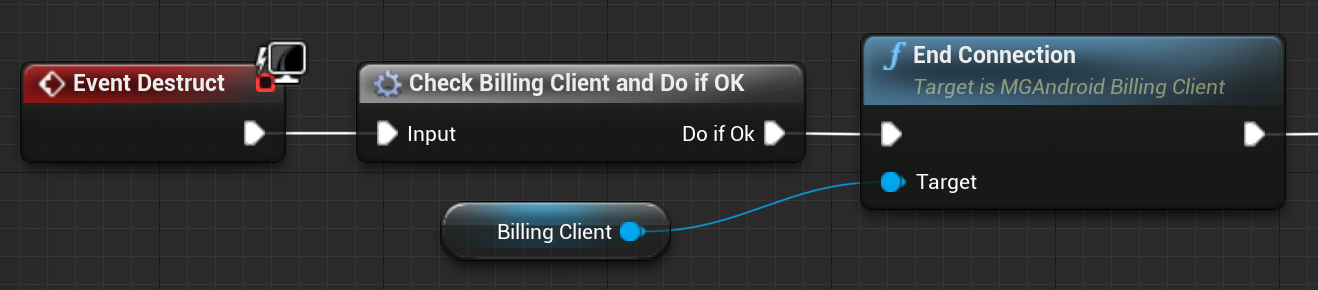 Event Destruct
Check Billing Client and Do if OK
Input
Do if Ok
End Connection
Target is MGAndroid Billing Client
Target
Billing Client